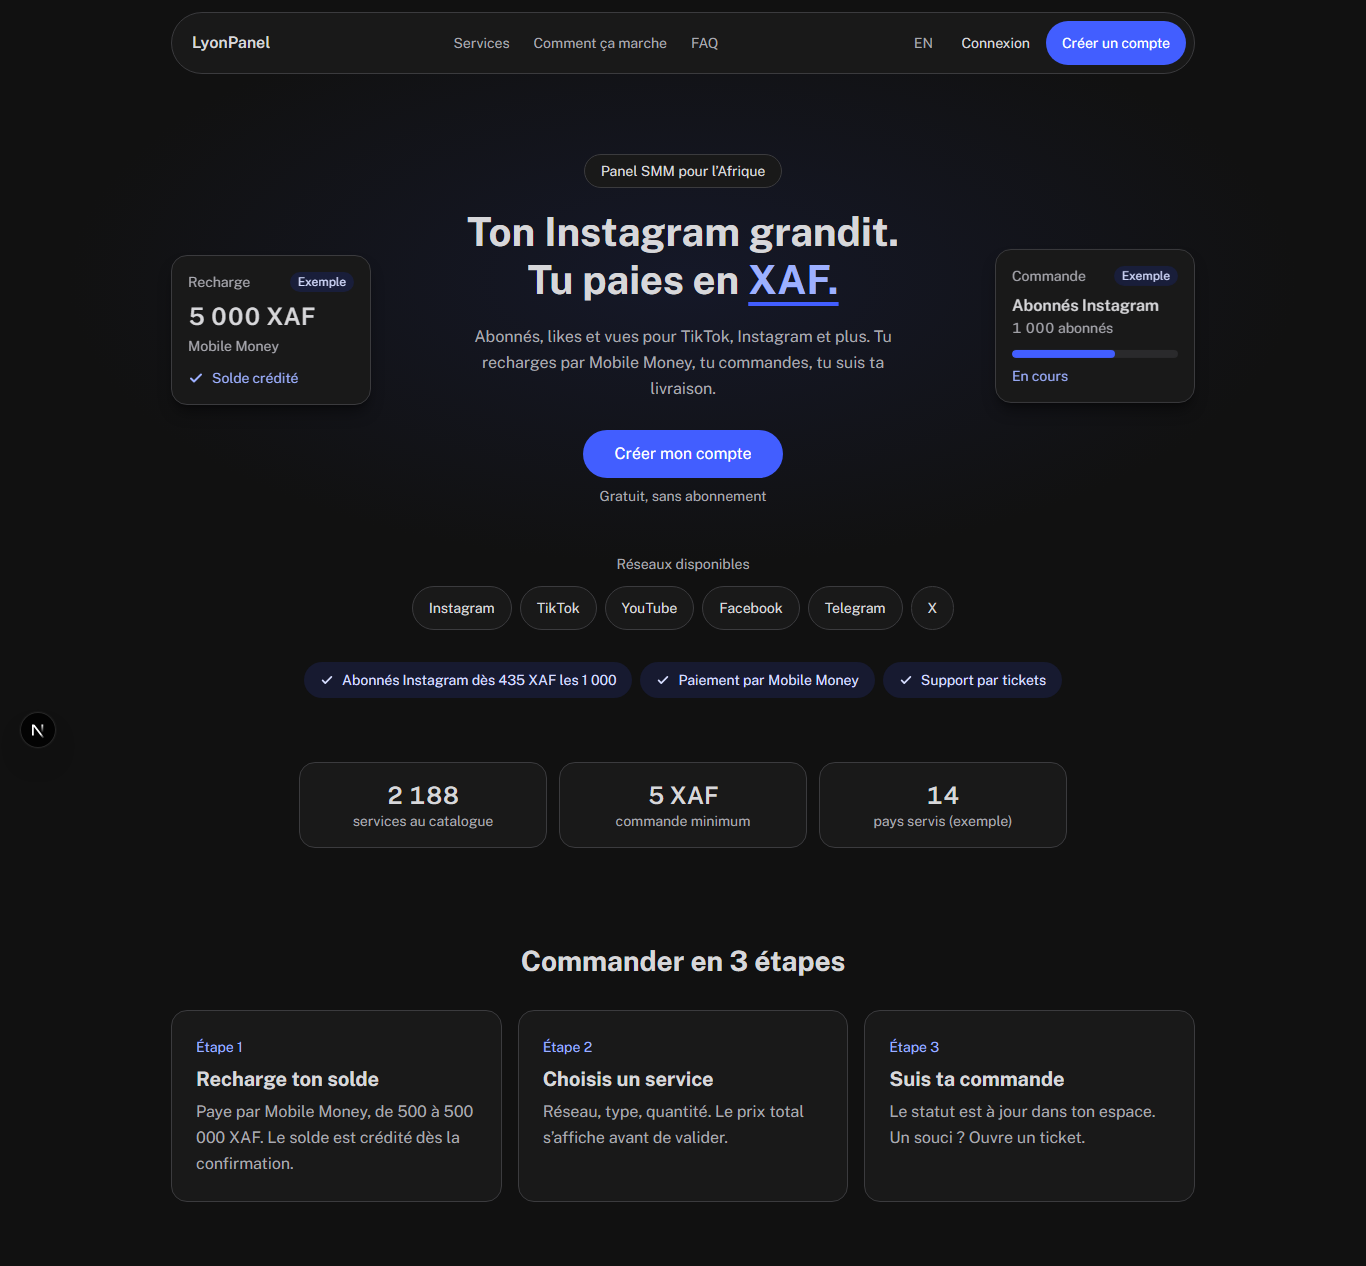 LyonPanel
Services
Comment ça marche
FAQ
EN
Connexion
Créer un compte
Panel SMM pour l'Afrique
Ton Instagram grandit.
Tu paies en XAF.
Abonnés, likes et vues pour TikTok, Instagram et plus. Tu
recharges par Mobile Money, tu commandes, tu suis ta
livraison.
Créer mon compte
Gratuit, sans abonnement
Recharge
Exemple
5 000 XAF
Mobile Money
Solde crédité
Commande
Exemple
Abonnés Instagram
1 000 abonnés
En cours
Réseaux disponibles
Instagram
TikTok
YouTube
Facebook
Telegram
X
Abonnés Instagram dès 435 XAF les 1 000
Paiement par Mobile Money
Support par tickets
N
2 188
services au catalogue
5 XAF
commande minimum
14
pays servis (exemple)
Commander en 3 étapes
Étape 1
Recharge ton solde
Paye par Mobile Money, de 500 à 500
000 XAF. Le solde est crédité dès la
confirmation.
Étape 2
Choisis un service
Réseau, type, quantité. Le prix total
s'affiche avant de valider.
Étape 3
Suis ta commande
Le statut est à jour dans ton espace.
Un souci ? Ouvre un ticket.